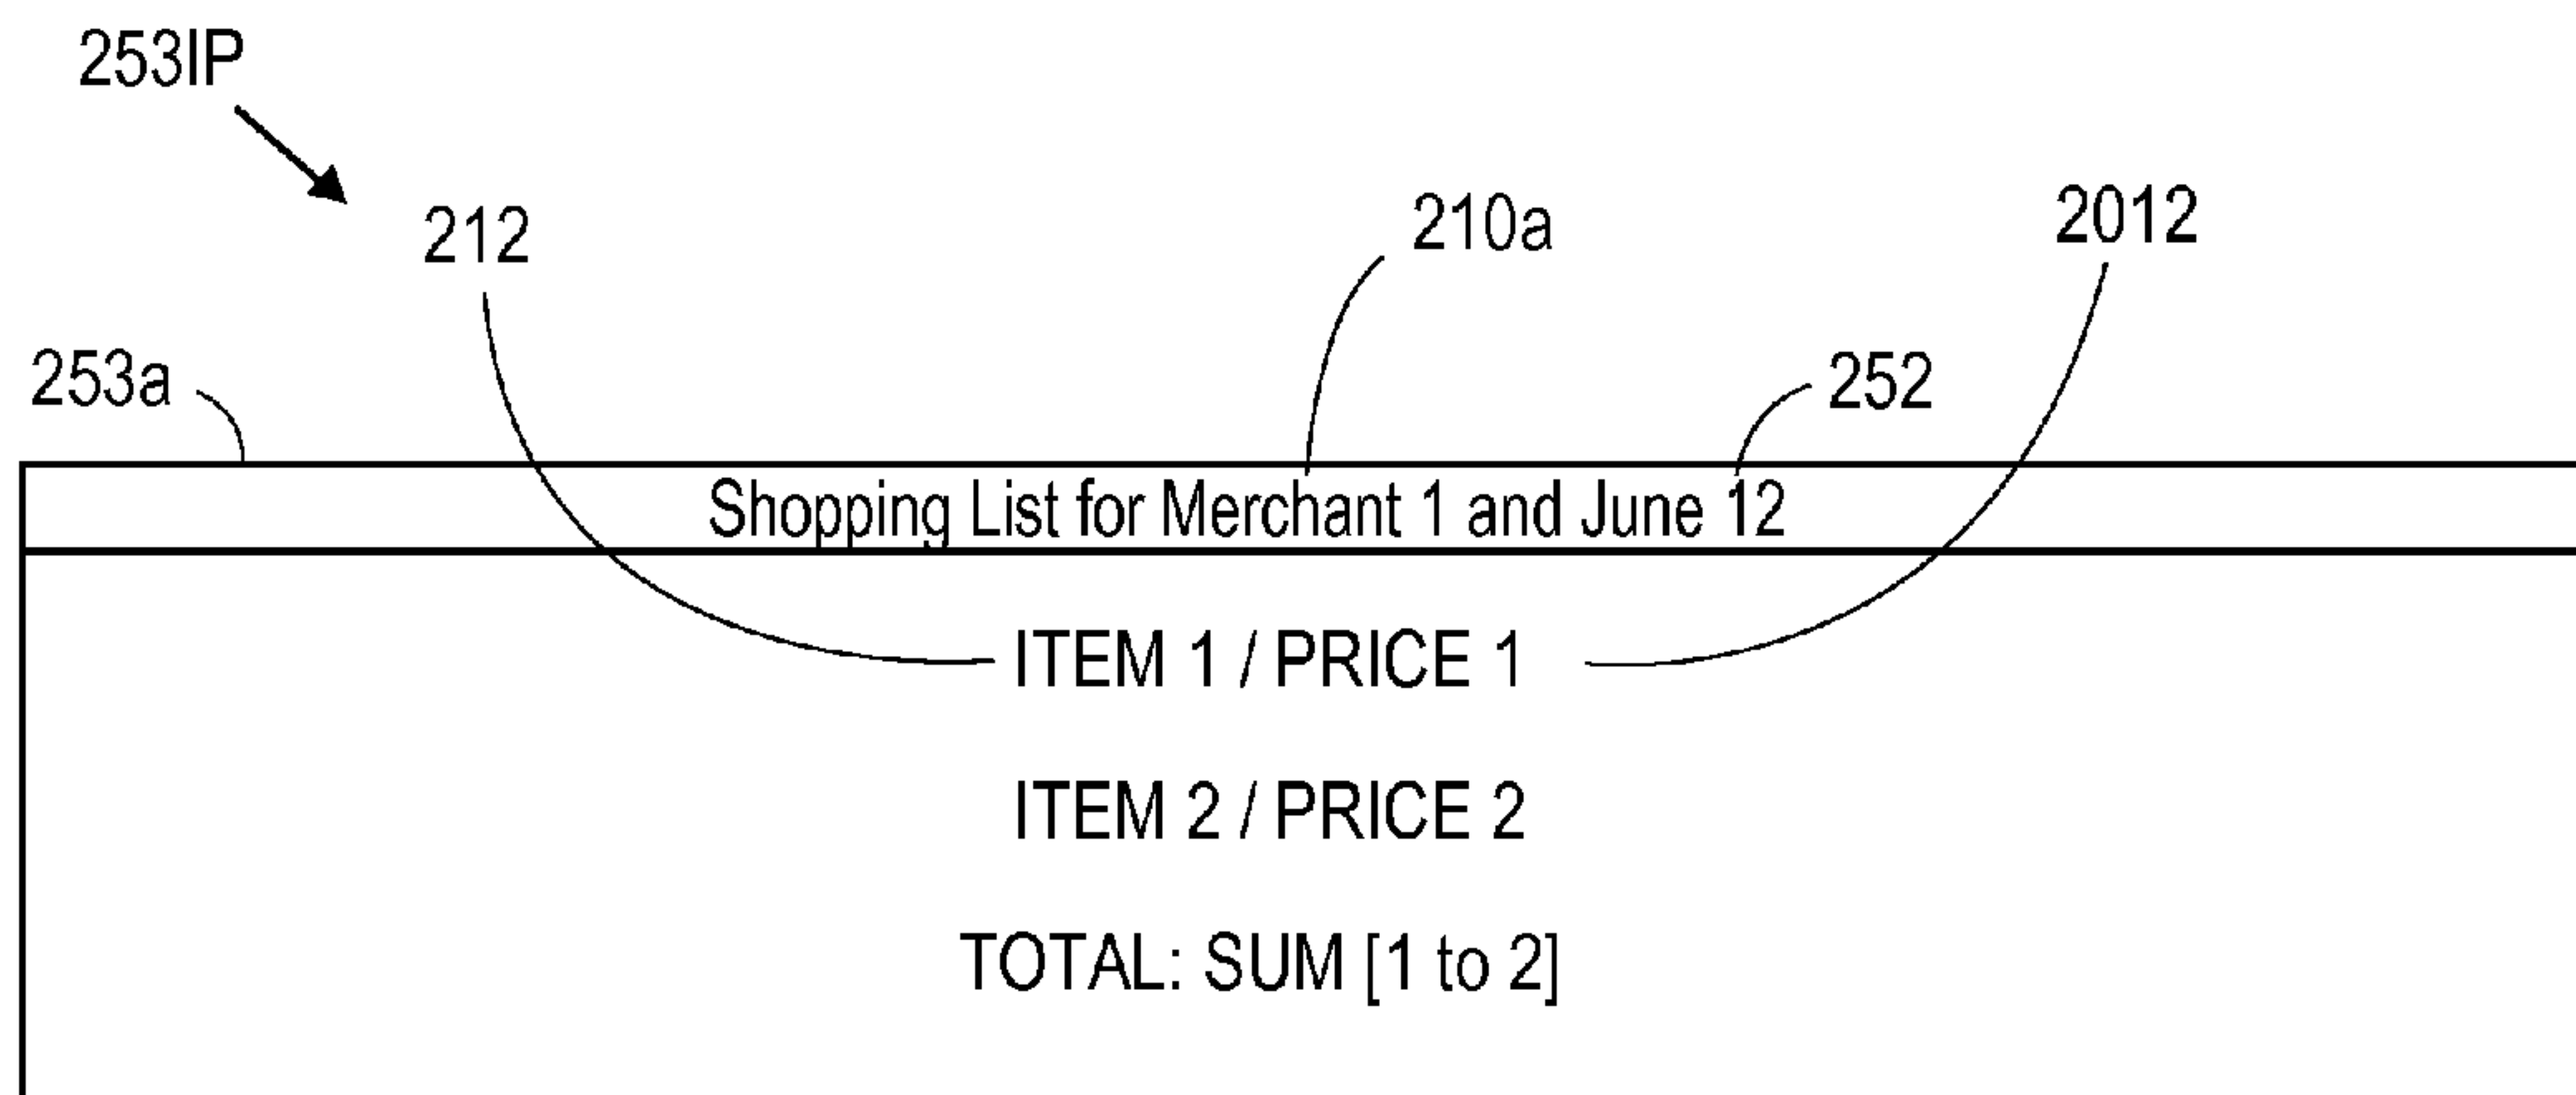 253IP
212
210a
2012
253a
252
Shopping List for Merchant 1 and June 12
ITEM 1 / PRICE 1
ITEM 2 / PRICE 2
TOTAL: SUM [1 to 2]